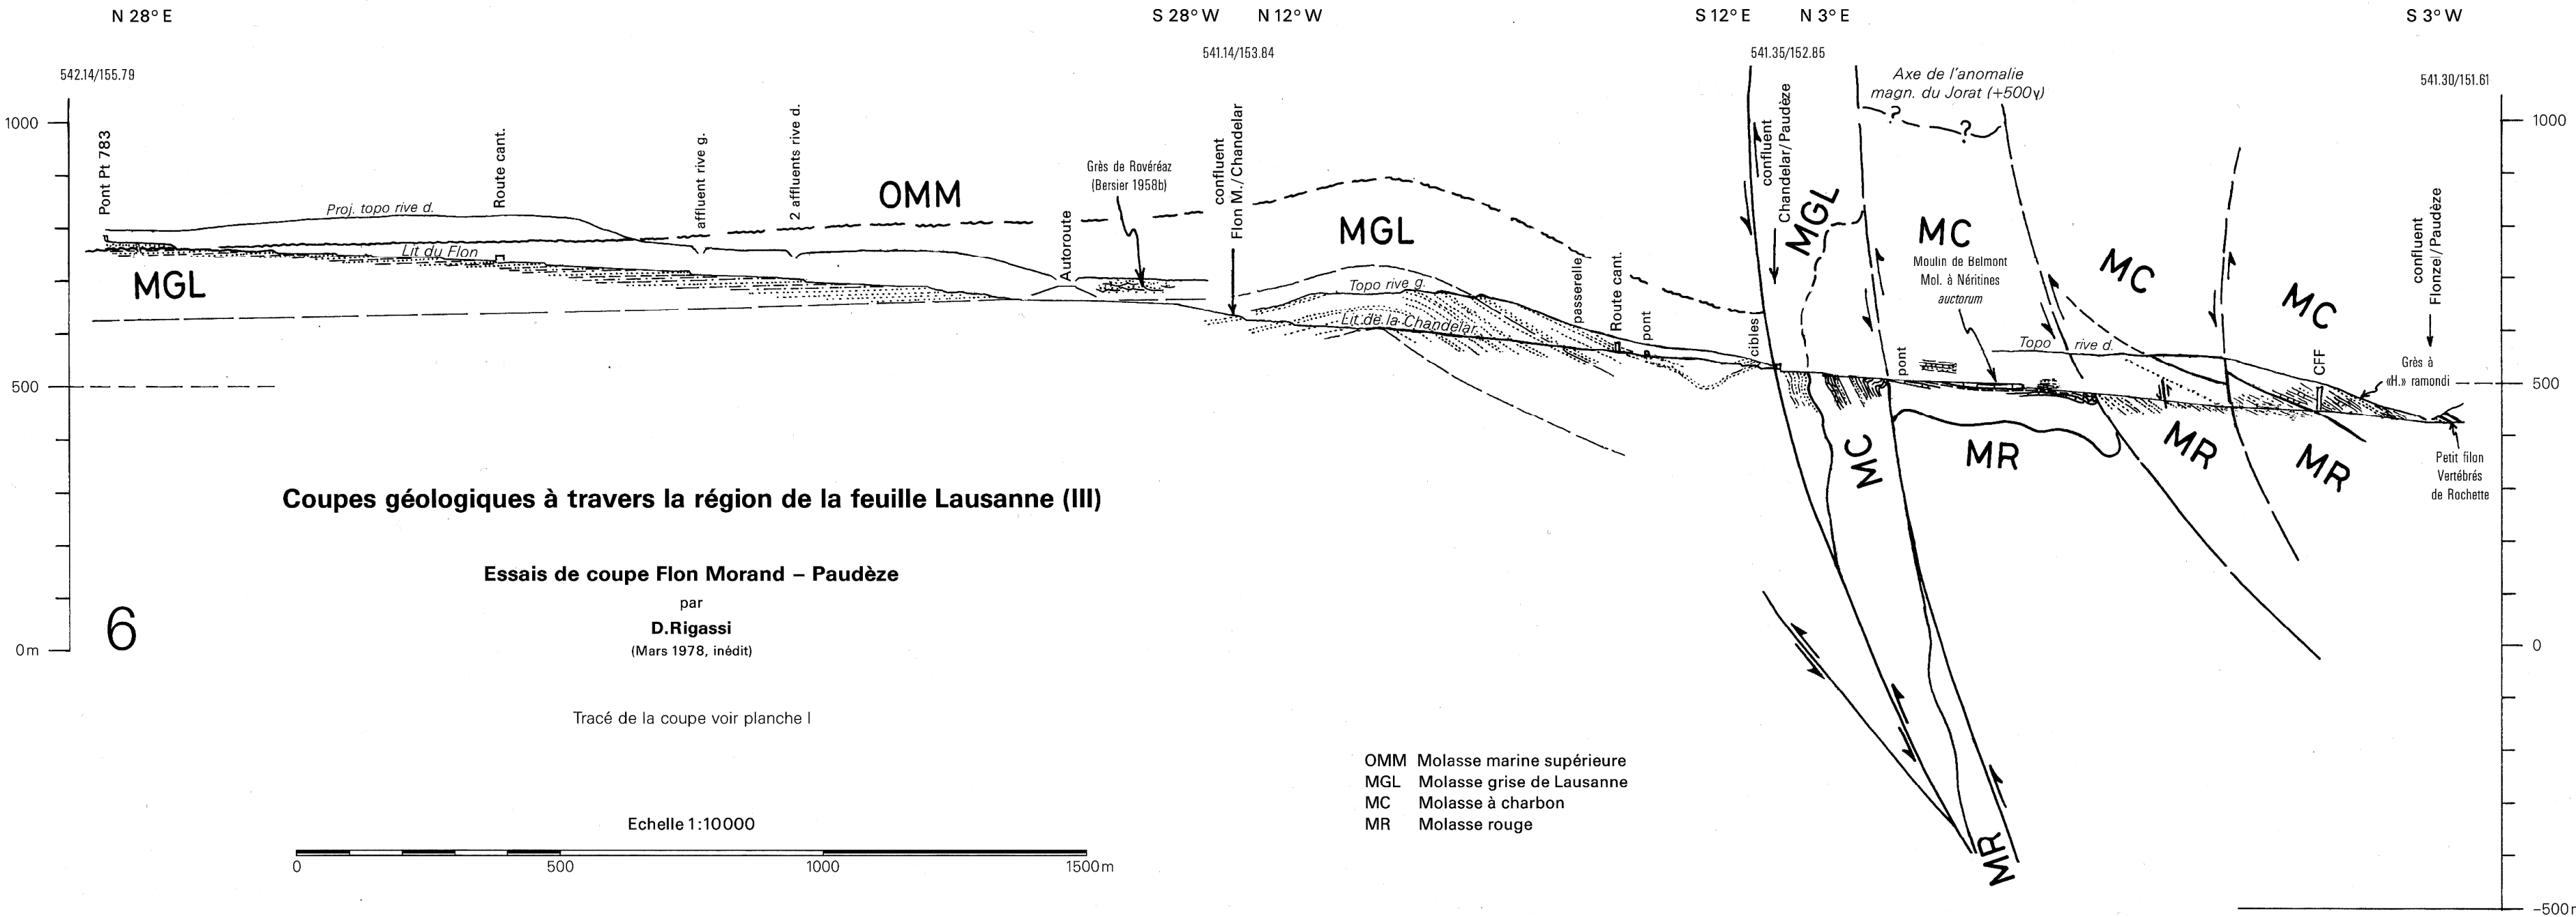 N 28° E
S 28° W
N 12° W
S 12° E
N 3° E
S 3° W
542.14/155.79
541.14/153.84
541.35/152.85
541.30/151.61
1000
500
0 m
1000
500
0
-500 m
Pont Pt 783
Proj. topo rive d.
Route cant.
affluent rive g.
2 affluents rive d.
OMM
Lit du Flon
MGL
Autoroute
Grès de Rovéréaz
(Bersier 1958b)
confluent
Flon M./Chandelar
MGL
Topo rive g.
Lit de la Chandelar
passerelle
Route cant.
pont
cibles
confluent
Chandelar/Paudèze
MGL
Axe de l'anomalie
magn. du Jorat (+500γ)
?
?
MC
Moulin de Belmont
Mol. à Néritines
auctorum
pont
Topo rive d.
MC
MC
CFF
confluent
Flonzel/Paudèze
Grès à
«H.» ramondi
Petit filon
Vertébrés
de Rochette
MC
MR
MR
MR
MR
Coupes géologiques à travers la région de la feuille Lausanne (III)
Essais de coupe Flon Morand – Paudèze
par
D.Rigassi
(Mars 1978, inédit)
6
Tracé de la coupe voir planche I
Echelle 1:10000
0
500
1000
1500 m
OMM Molasse marine supérieure
MGL Molasse grise de Lausanne
MC Molasse à charbon
MR Molasse rouge